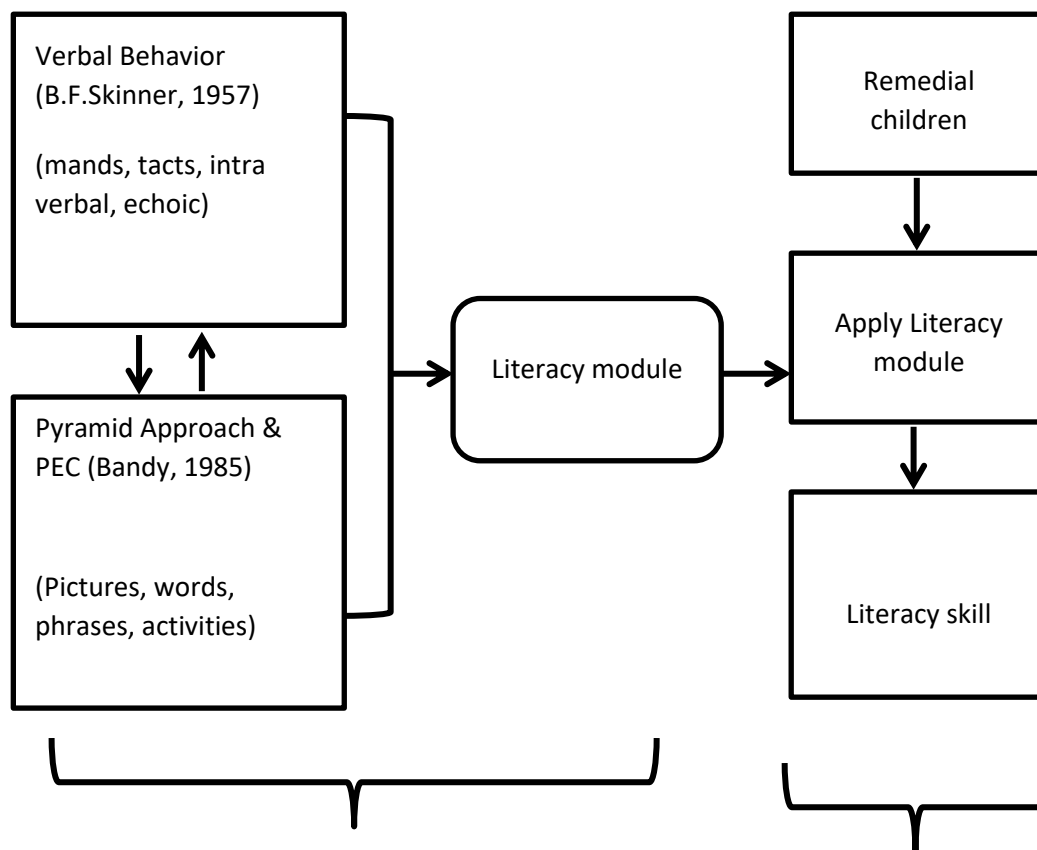 Verbal Behavior
(B.F.Skinner, 1957)
(mands, tacts, intra
verbal, echoic)
Pyramid Approach &
PEC (Bandy, 1985)
(Pictures, words,
phrases, activities)
Literacy module
Remedial
children
Apply Literacy
module
Literacy skill